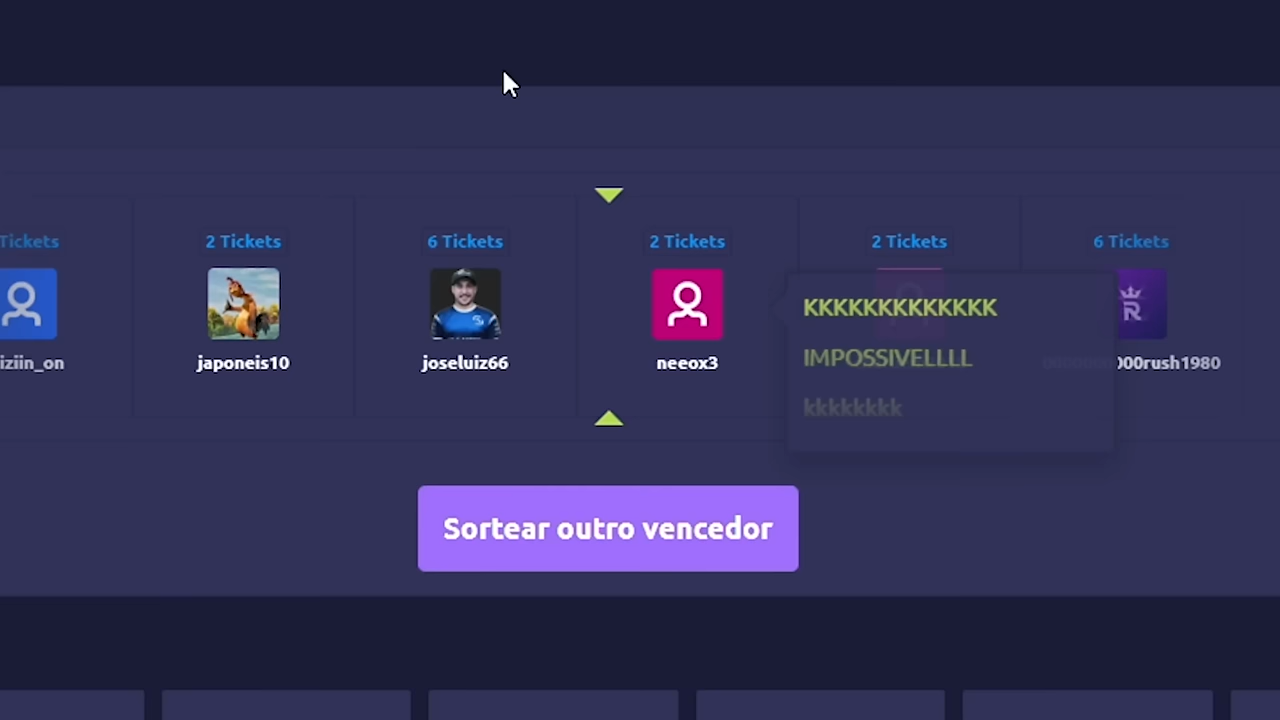 Tickets
2 Tickets
6 Tickets
2 Tickets
2 Tickets
6 Tickets
iziin_on
japoneis10
joseluiz66
neeox3
000rush1980
KKKKKKKKKKKKK
IMPOSSIVELLLL
kkkkkkkk
Sortear outro vencedor